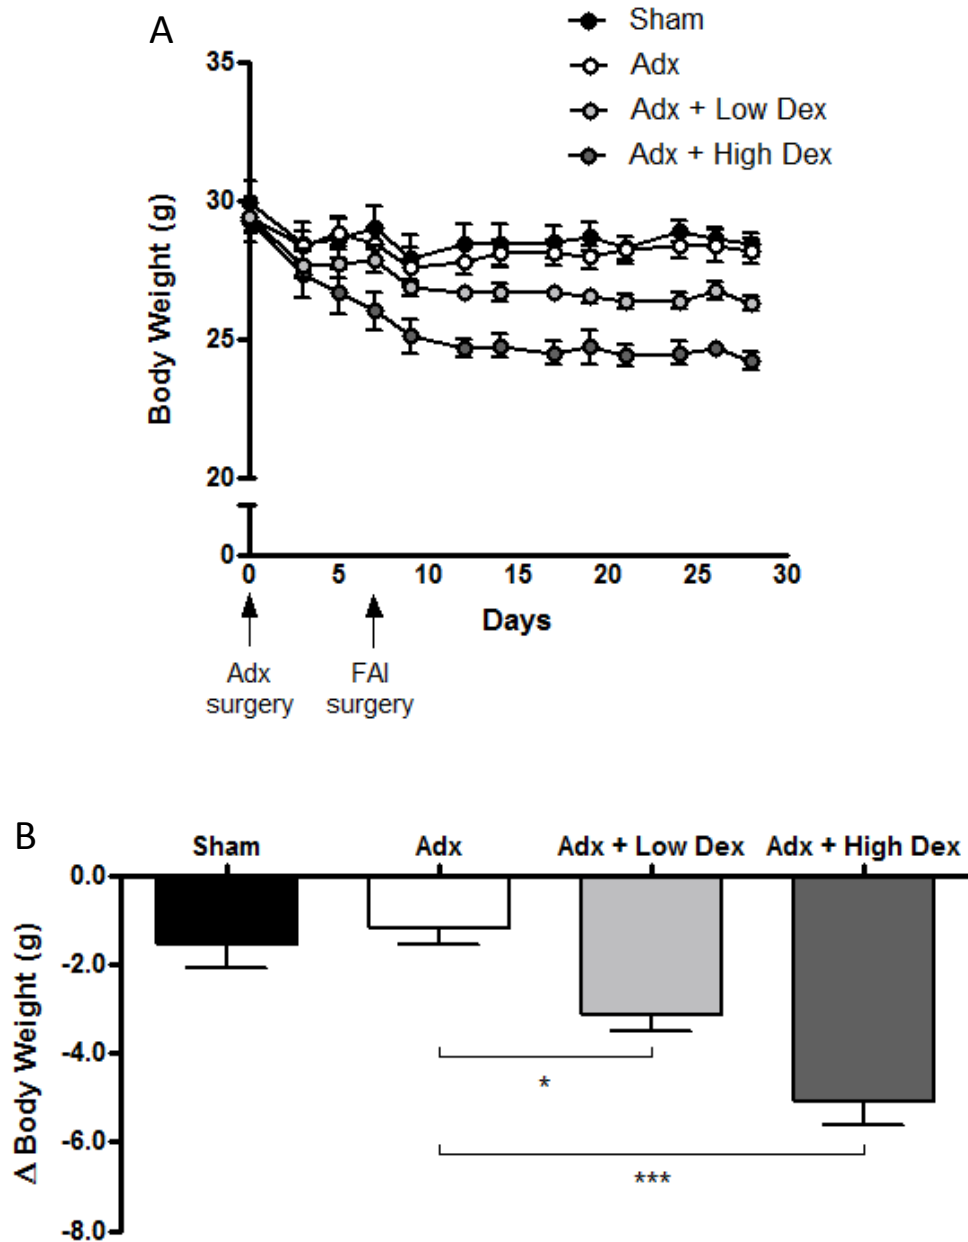 A
Sham
Adx
Adx + Low Dex
Adx + High Dex
35
30
25
20
0
Body Weight (g)
0 5 10 15 20 25 30
Days
Adx
surgery
FAI
surgery
B
Sham Adx Adx + Low Dex Adx + High Dex
0.0
-2.0
-4.0
-6.0
-8.0
Δ Body Weight (g)
*
***